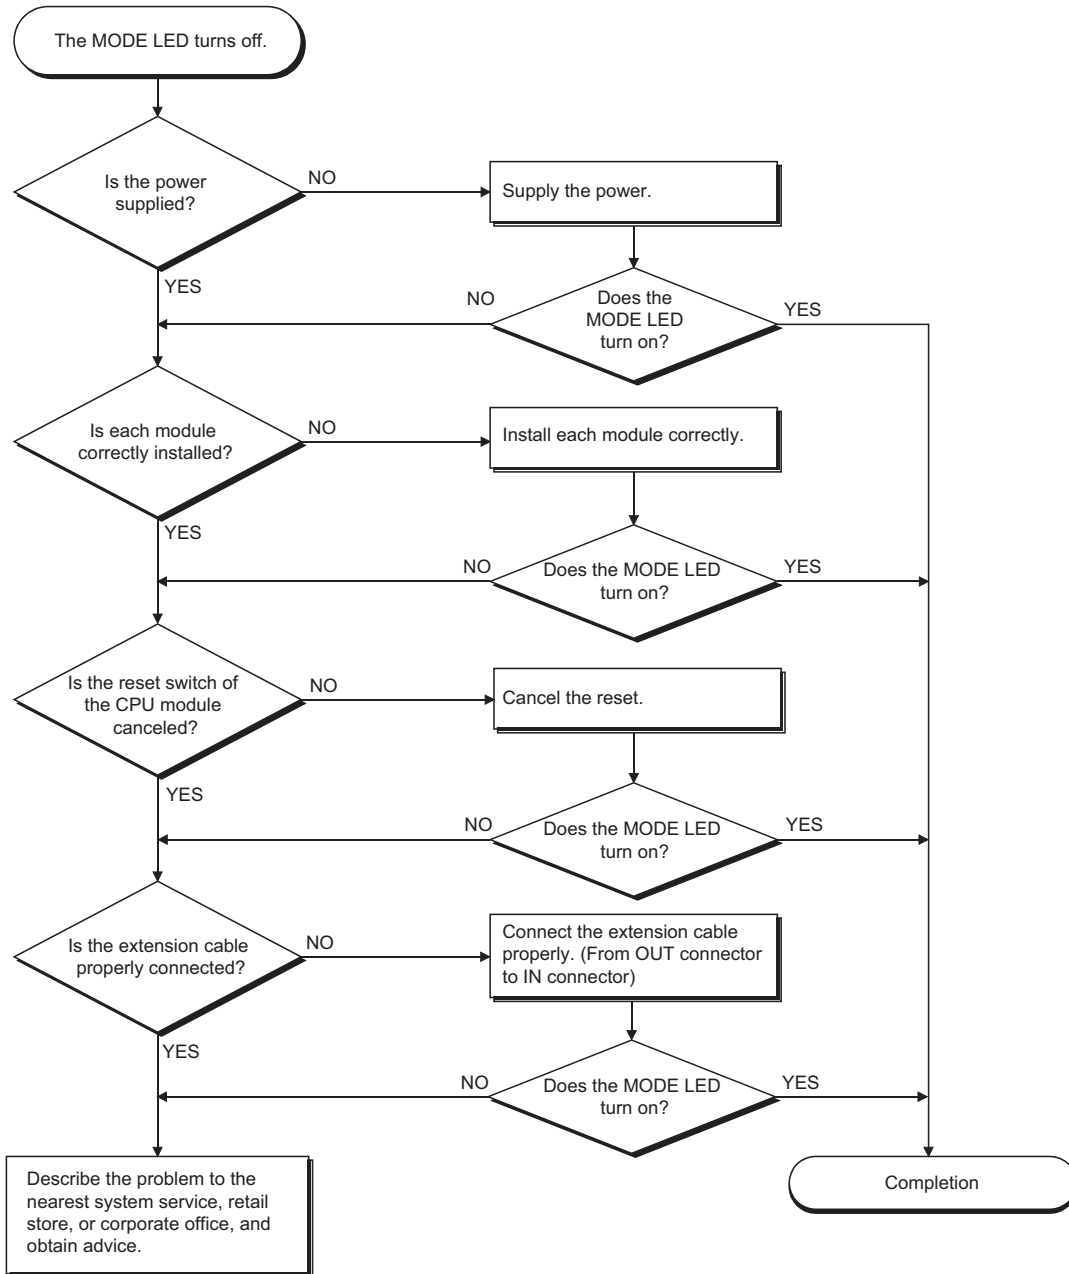 The MODE LED turns off.
Is the power
supplied?
NO
Supply the power.
YES
NO
Does the
MODE LED
turn on?
YES
Is each module
correctly installed?
NO
Install each module correctly.
YES
NO
Does the MODE LED
turn on?
YES
Is the reset switch of
the CPU module
canceled?
NO
Cancel the reset.
YES
NO
Does the MODE LED
turn on?
YES
Is the extension cable
properly connected?
NO
Connect the extension cable
properly. (From OUT connector
to IN connector)
YES
NO
Does the MODE LED
turn on?
YES
Describe the problem to the
nearest system service, retail
store, or corporate office, and
obtain advice.
Completion